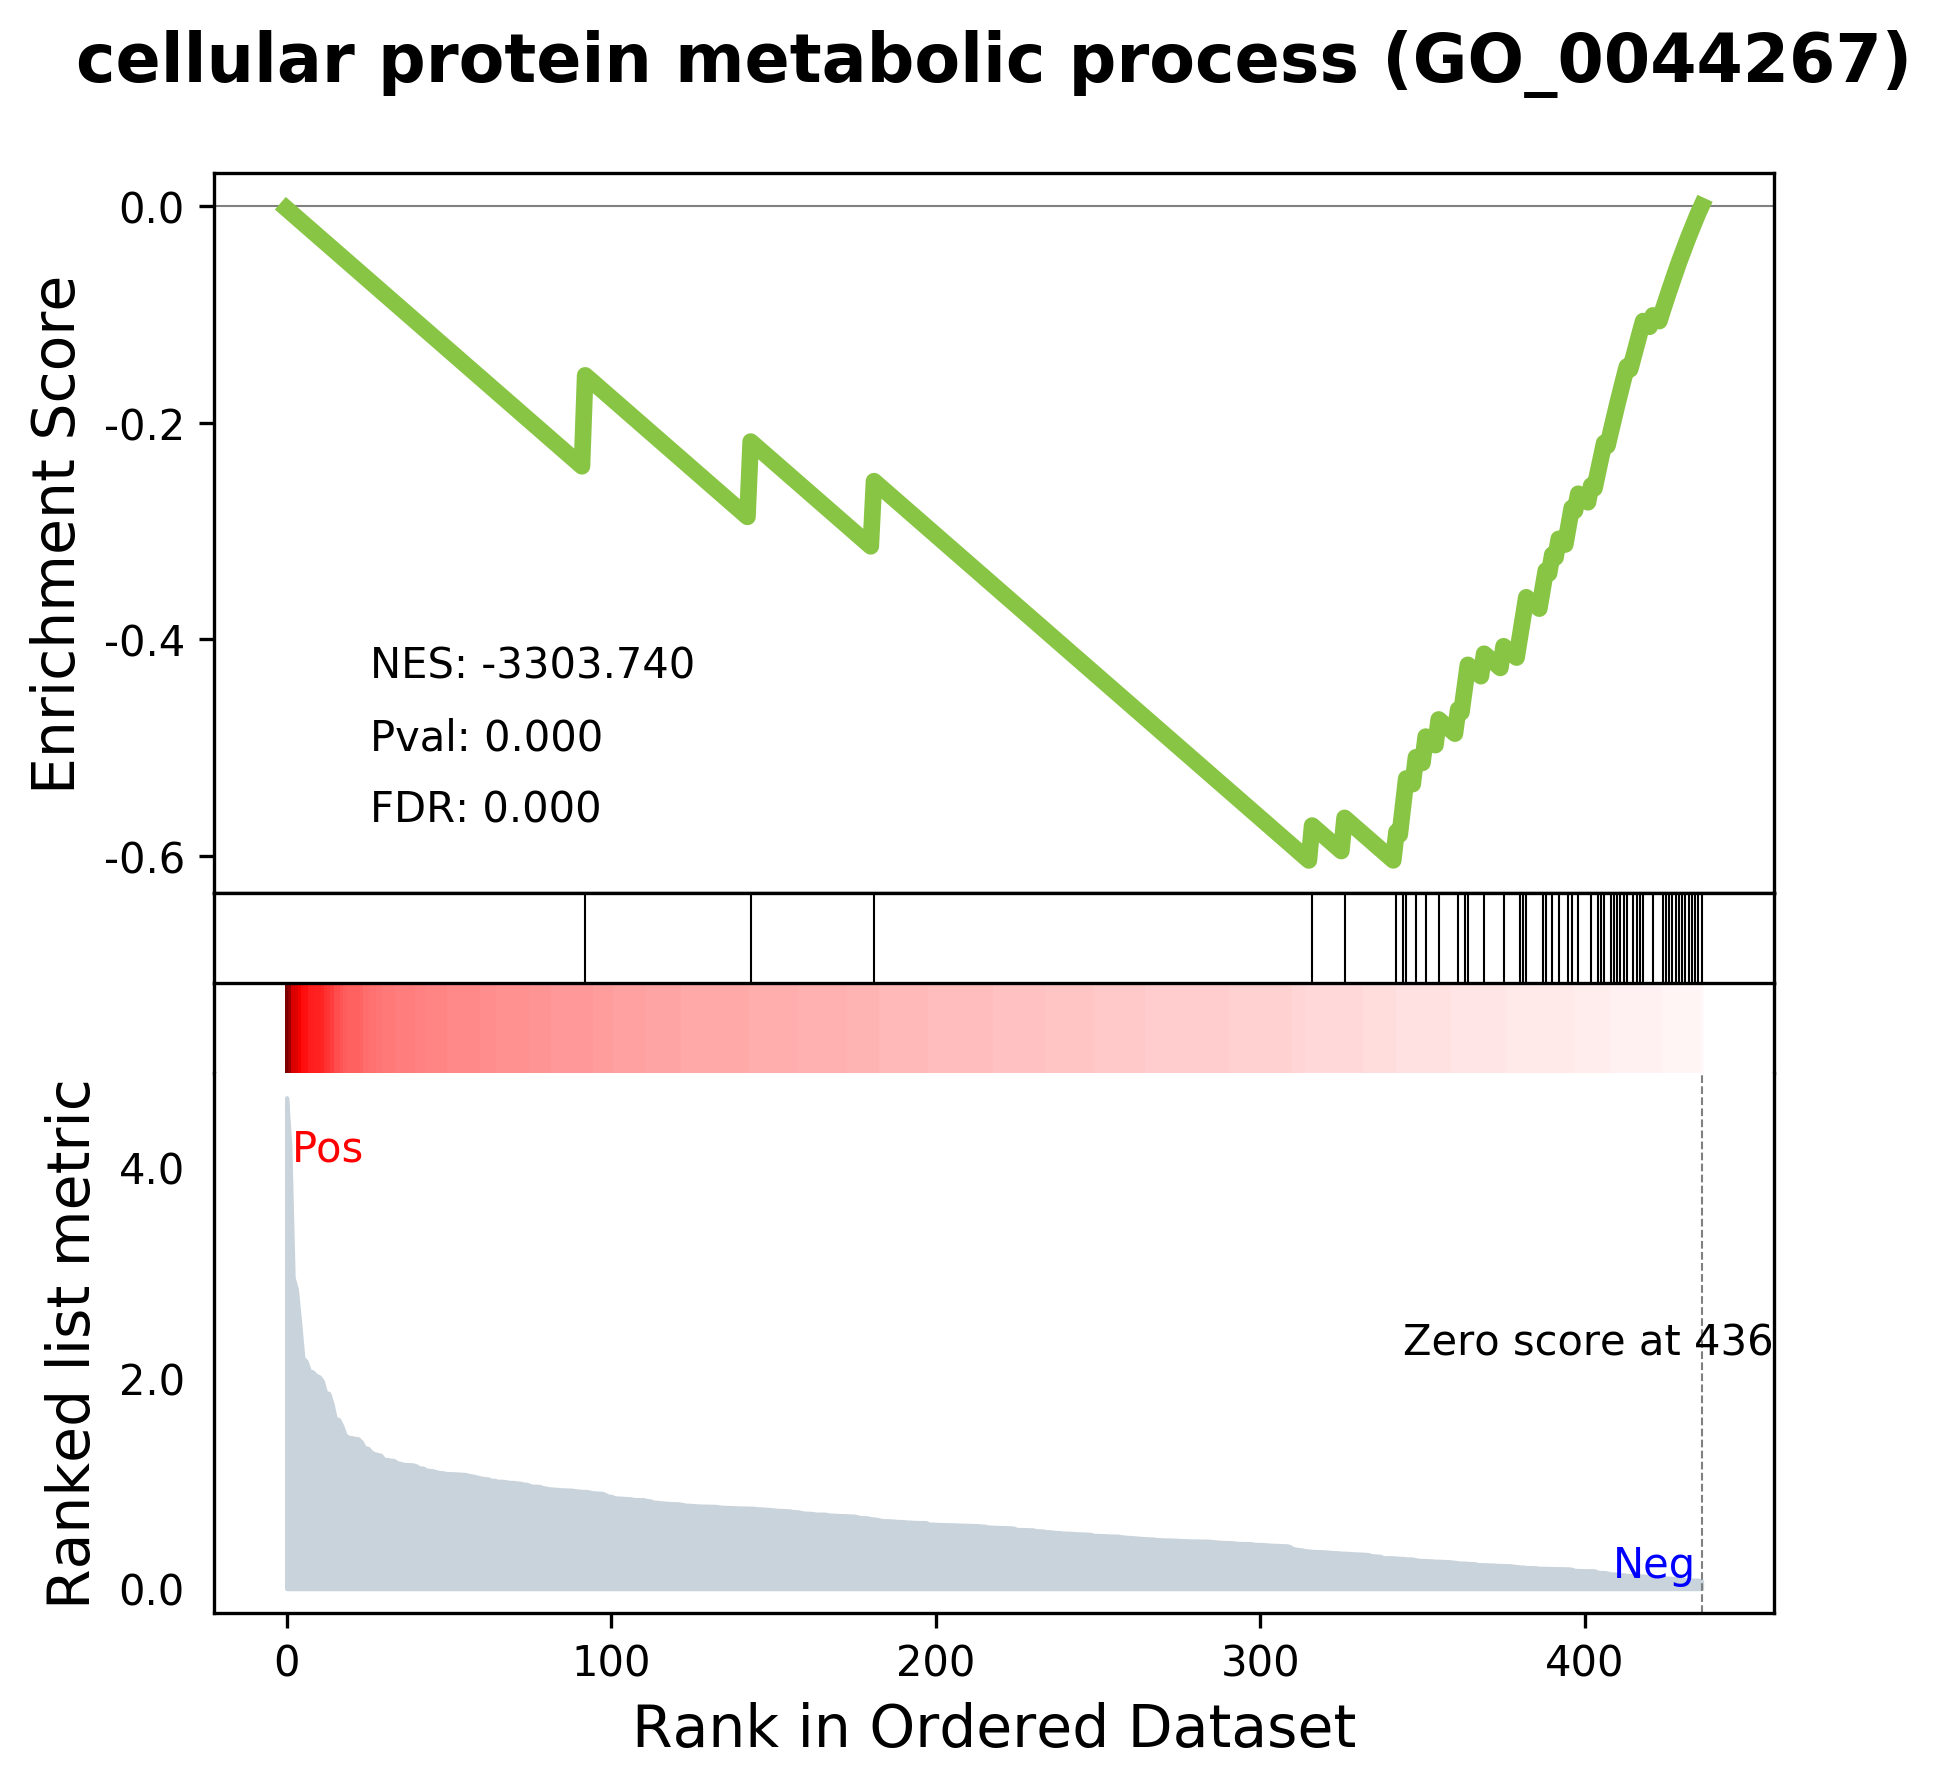 cellular protein metabolic process (GO_0044267)
Enrichment Score
0.0
-0.2
-0.4
-0.6
NES: -3303.740
Pval: 0.000
FDR: 0.000
Ranked list metric
4.0
2.0
0.0
Pos
Zero score at 436
Neg
0 100 200 300 400
Rank in Ordered Dataset